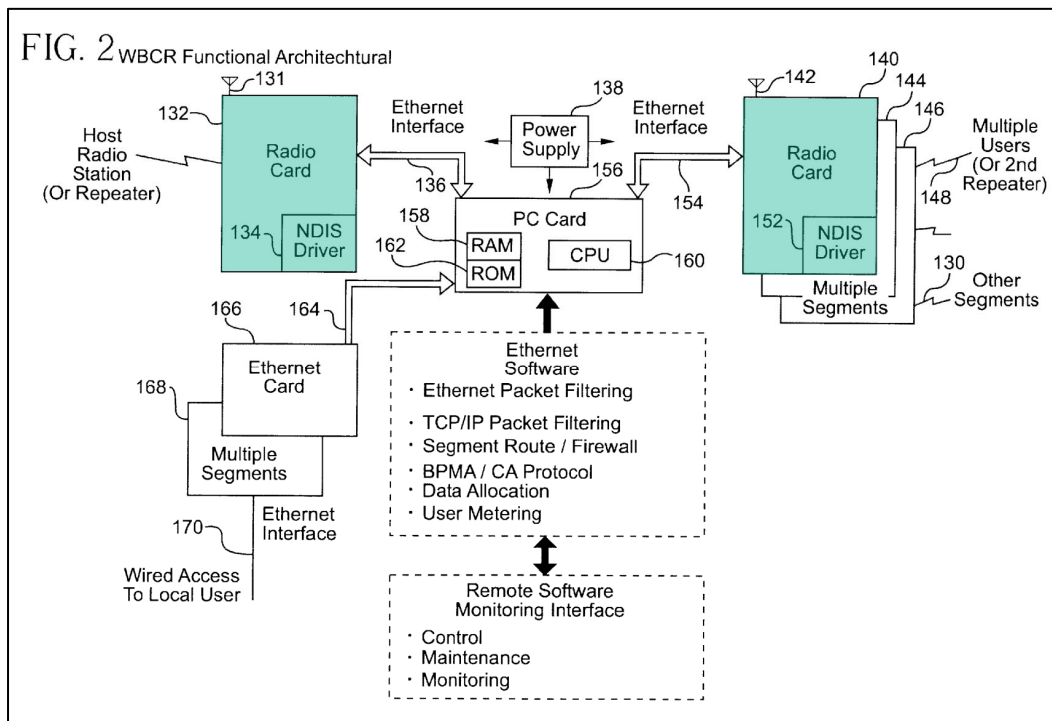 FIG. 2 WBCR Functional Architechtural
131
132
Host
Radio
Station
(Or Repeater)
Radio
Card
134
NDIS
Driver
Ethernet
Interface
136
138
Power
Supply
Ethernet
Interface
154
156
PC Card
158
RAM
162
ROM
CPU
160
142
140
144
146
Radio
Card
152
NDIS
Driver
Multiple
Segments
Multiple
Users
(Or 2nd
Repeater)
148
130
Other
Segments
164
166
Ethernet
Card
168
Multiple
Segments
Ethernet
Interface
170
Wired Access
To Local User
Ethernet
Software
· Ethernet Packet Filtering
· TCP/IP Packet Filtering
· Segment Route / Firewall
· BPMA / CA Protocol
· Data Allocation
· User Metering
Remote Software
Monitoring Interface
· Control
· Maintenance
· Monitoring